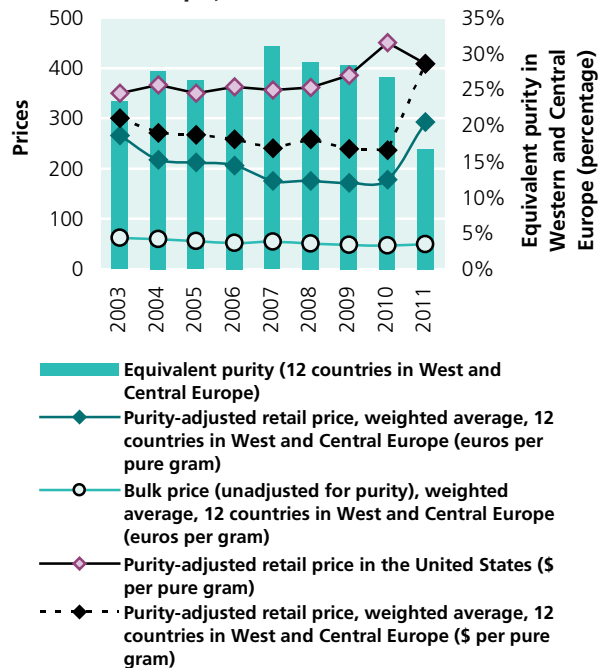 500
400
300
200
100
0
Prices
35%
30%
25%
20%
15%
10%
5%
0%
Equivalent purity in
Western and Central
Europe (percentage)
2003
2004
2005
2006
2007
2008
2009
2010
2011
Equivalent purity (12 countries in West and
Central Europe)
Purity-adjusted retail price, weighted average, 12
countries in West and Central Europe (euros per
pure gram)
Bulk price (unadjusted for purity), weighted
average, 12 countries in West and Central Europe
(euros per gram)
Purity-adjusted retail price in the United States ($
per pure gram)
Purity-adjusted retail price, weighted average, 12
countries in West and Central Europe ($ per pure
gram)